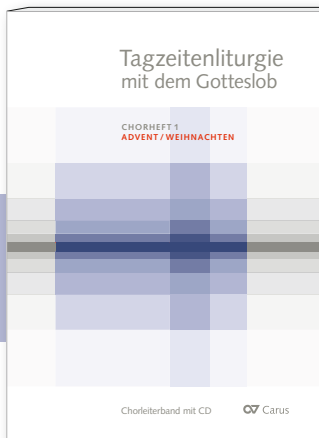 Tagzeitenliturgie
mit dem Gotteslob
CHORHEFT 1
ADVENT / WEIHNACHTEN
Chorleiterband mit CD
Carus